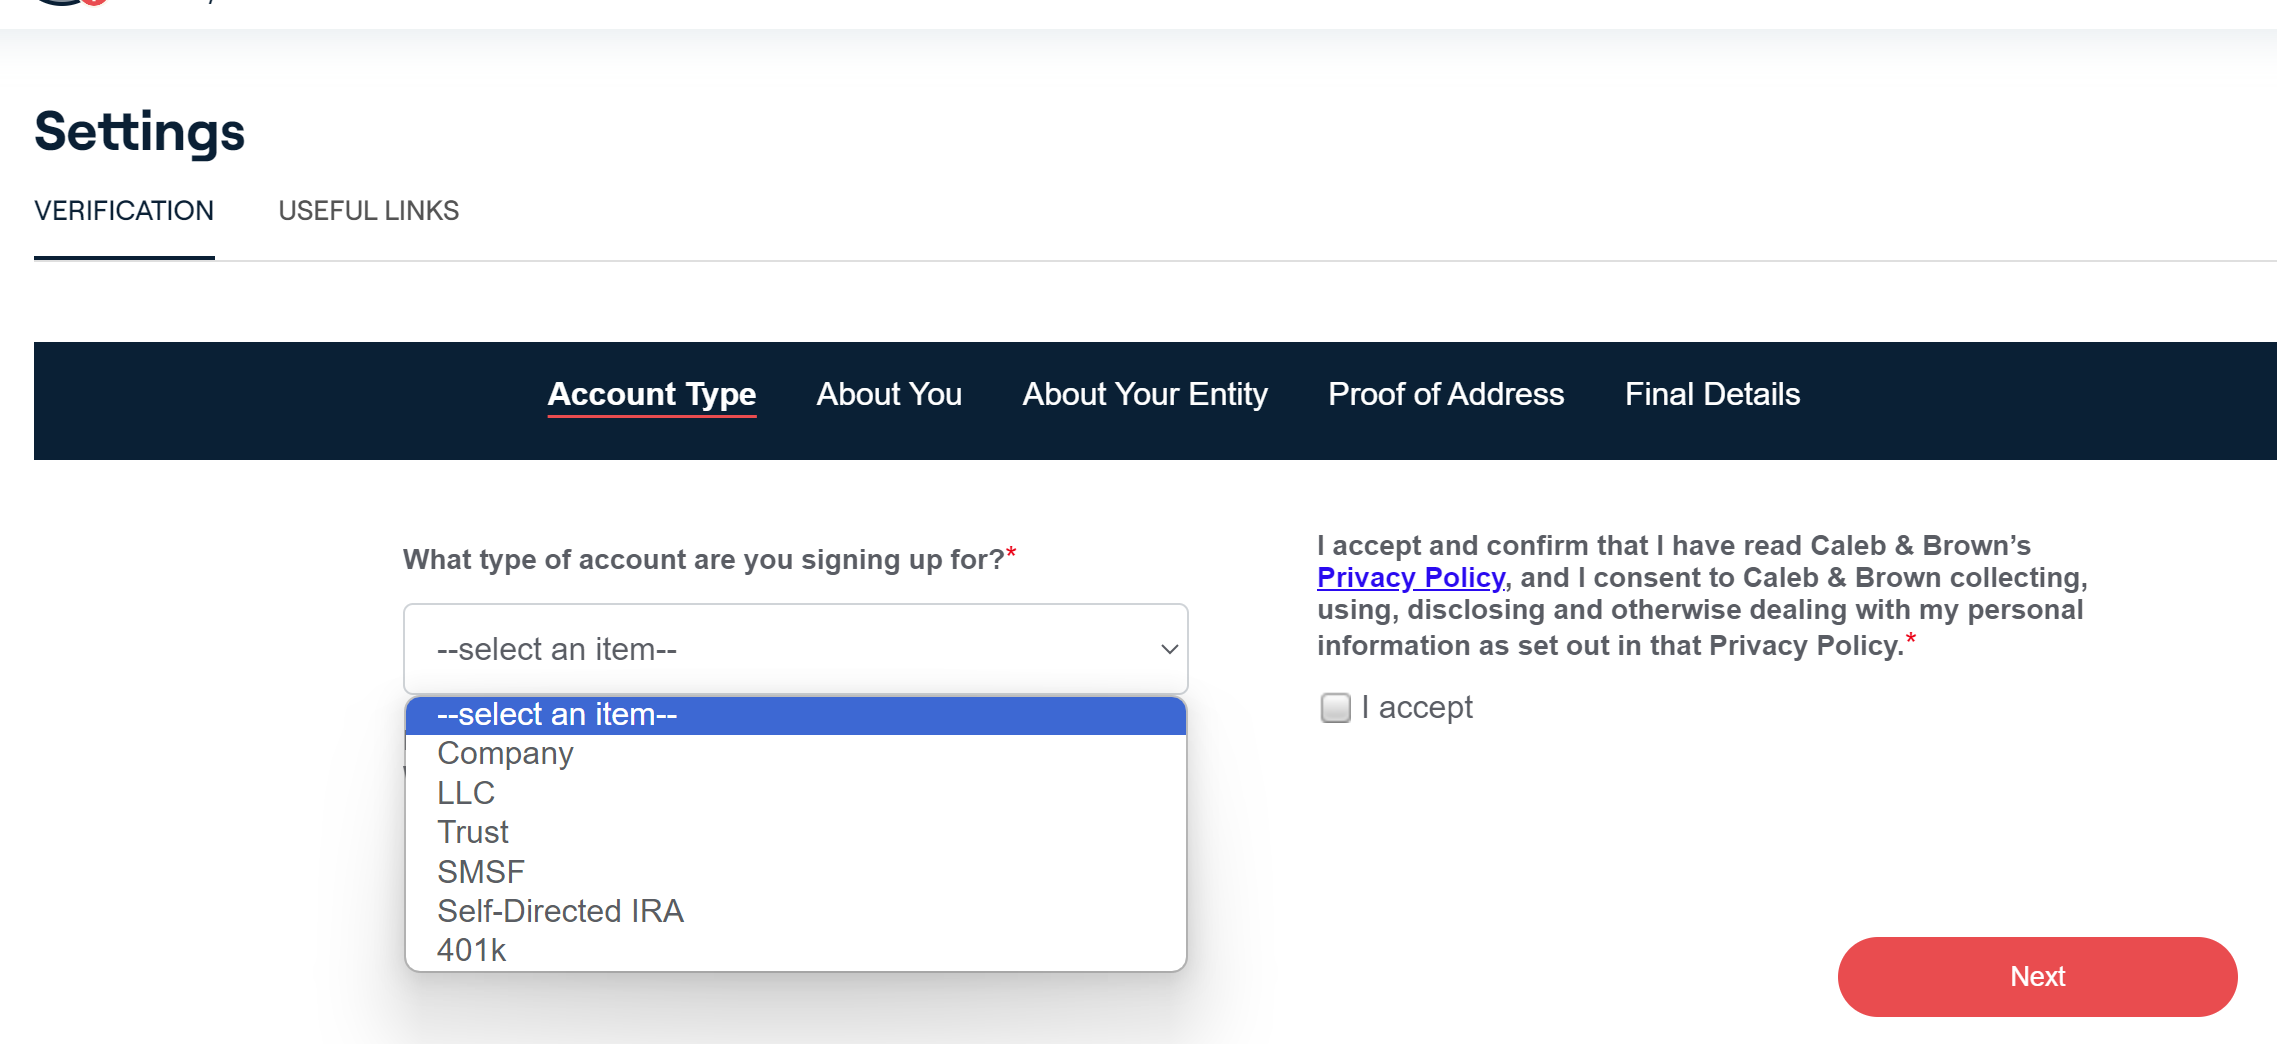 Settings
VERIFICATION
USEFUL LINKS
Account Type
About You
About Your Entity
Proof of Address
Final Details
What type of account are you signing up for?*
--select an item--
--select an item--
Company
LLC
Trust
SMSF
Self-Directed IRA
401k
I accept and confirm that I have read Caleb & Brown’s
Privacy Policy, and I consent to Caleb & Brown collecting,
using, disclosing and otherwise dealing with my personal
information as set out in that Privacy Policy.*
I accept
Next